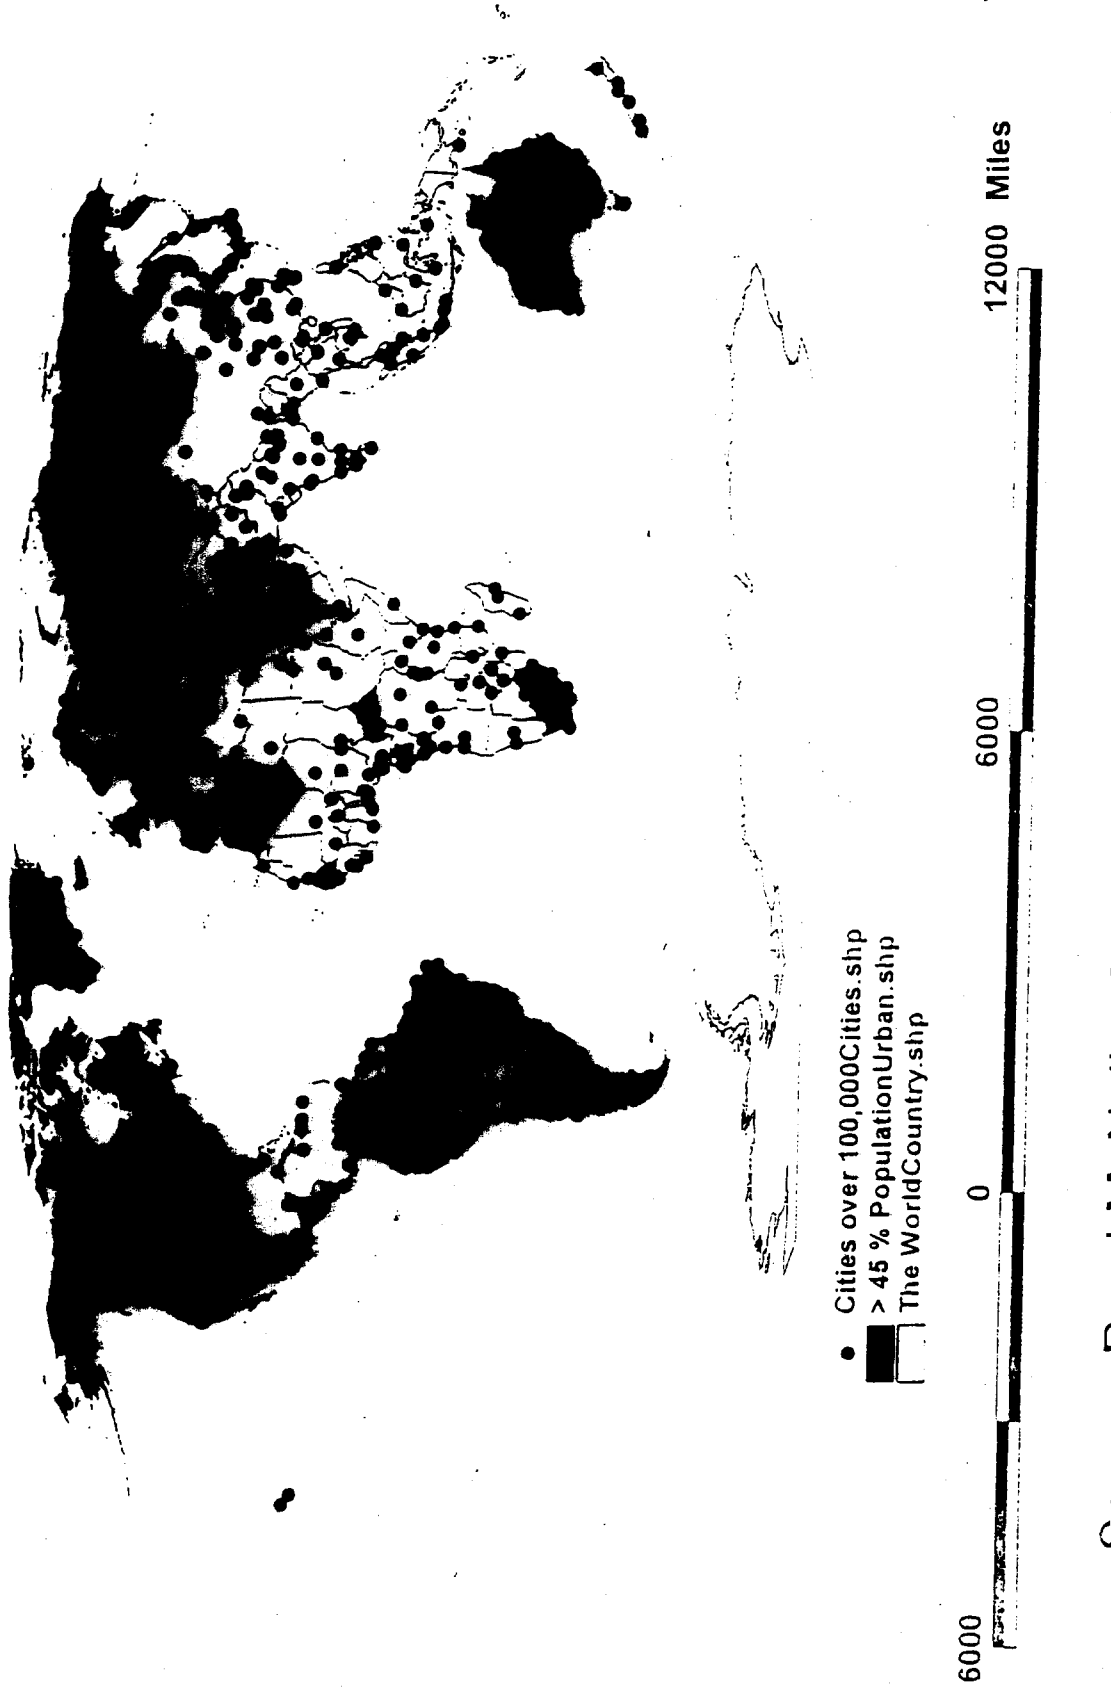 Cities over 100,000Cities.shp
> 45 % PopulationUrban.shp
The WorldCountry.shp
6000 0 6000 12000 Miles